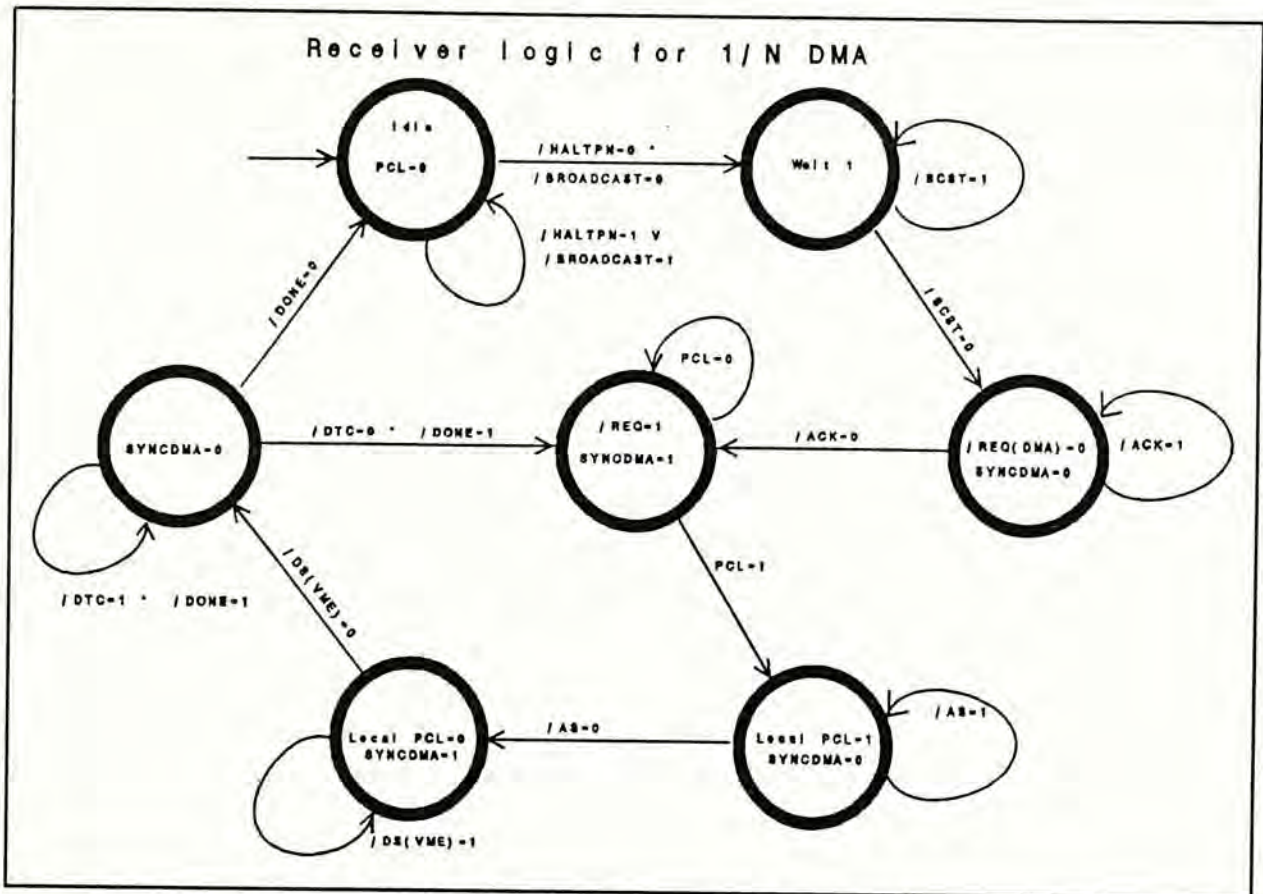 Receiver logic for 1/N DMA
Idle
PCL=0
/HALTPN=0 *
/BROADCAST=0
Wait 1
/SCST=1
/HALTPN=1 V
/BROADCAST=1
/DONE=0
/SCST=0
PCL=0
SYNCDMA=0
/DTC=0 * /DONE=1
/REQ=1
SYNCDMA=1
/ACK=0
/REQ(DMA)=0
SYNCDMA=0
/ACK=1
/DTC=1 * /DONE=1
/DS(VME)=0
PCL=1
Local PCL=0
SYNCDMA=1
/AS=0
Local PCL=1
SYNCDMA=0
/AS=1
/DS(VME)=1